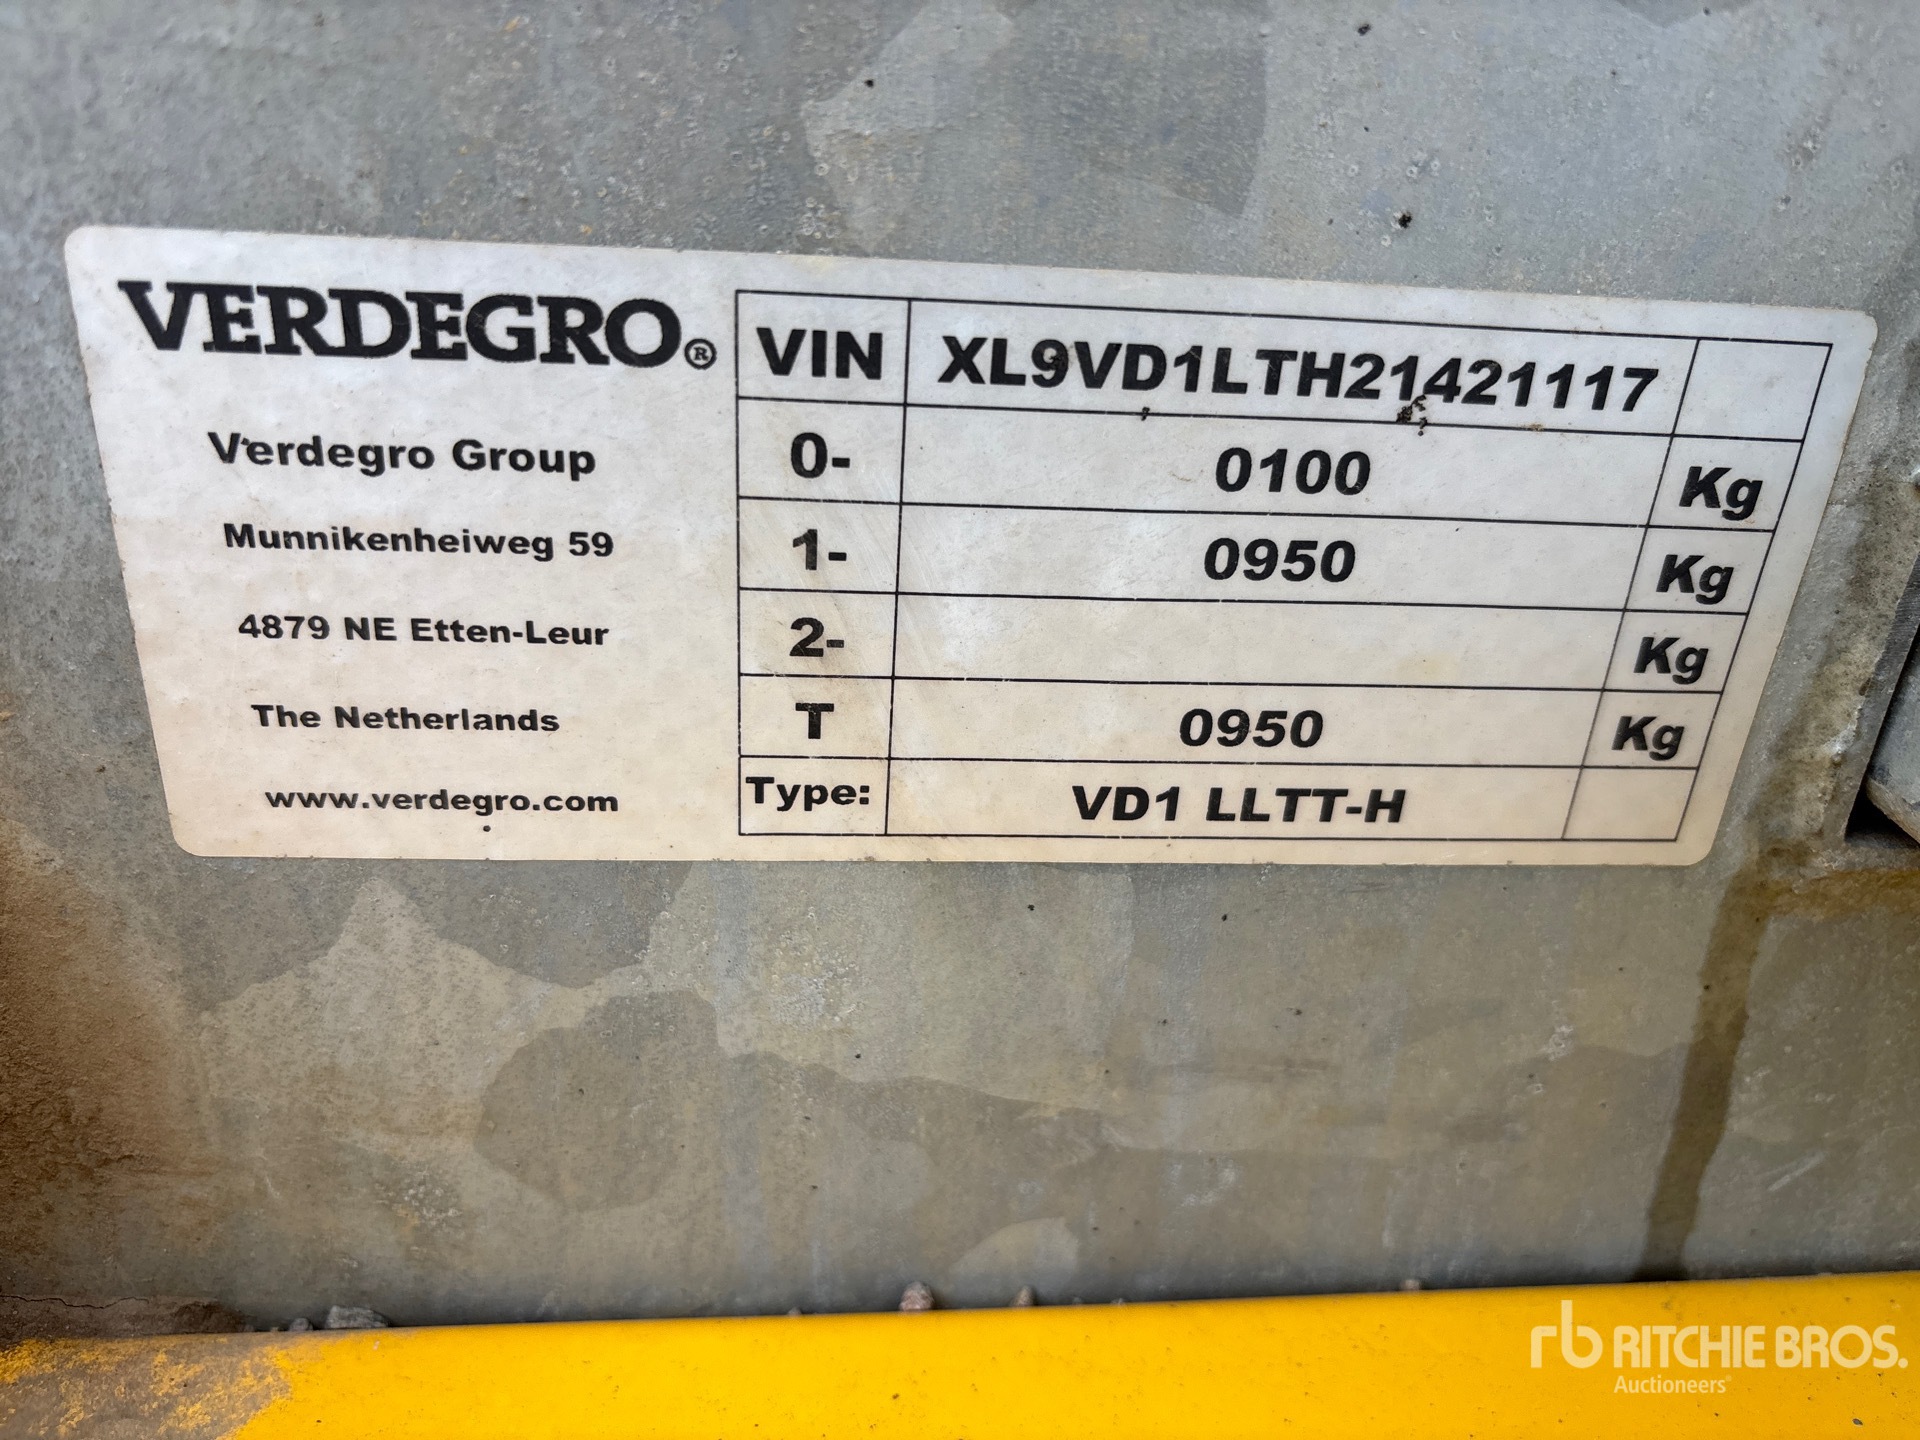 VERDEGRO®
Verdegro Group
Munnikenheiweg 59
4879 NE Etten-Leur
The Netherlands
www.verdegro.com
VIN XL9VD1LTH21421117
0- 0100 Kg
1- 0950 Kg
2- Kg
T 0950 Kg
Type: VD1 LLTT-H
rb RITCHIE BROS.
Auctioneers